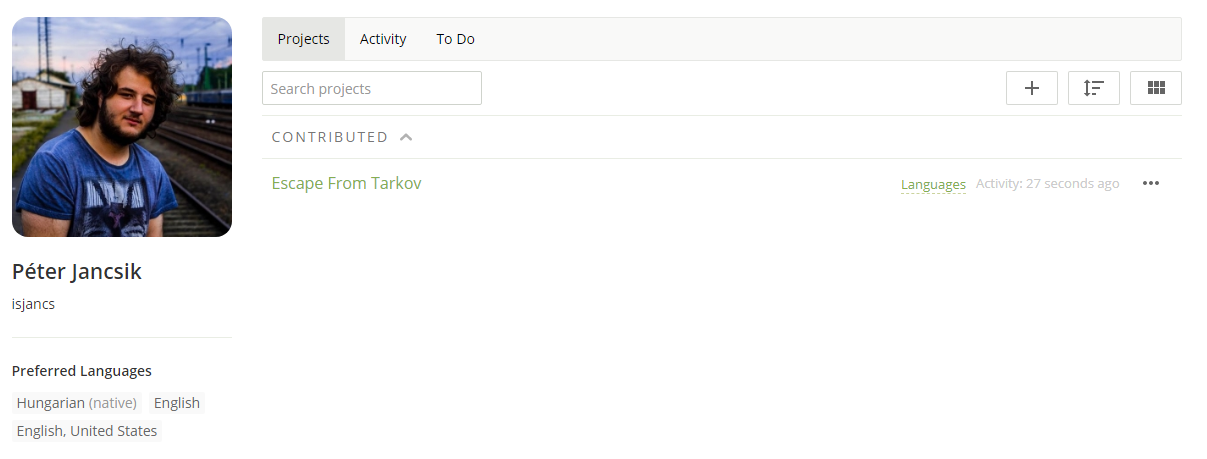 Projects Activity To Do
Search projects
CONTRIBUTED
Escape From Tarkov Languages Activity: 27 seconds ago
Péter Jancsik
isjancs
Preferred Languages
Hungarian (native) English
English, United States